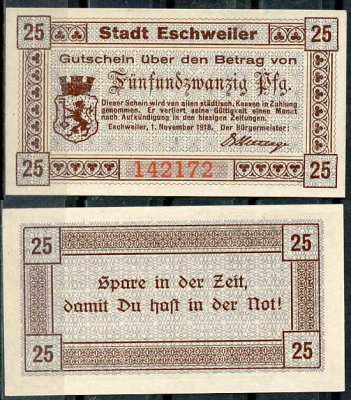 25 Stadt Eschweiler 25
Gutschein über den Betrag von
Fünfundzwanzig Pfg.
Dieser Schein wird von allen städtisch. Kassen in Zahlung
genommen. Er verliert seine Gültigkeit einen Monat
nach Aufkündigung in den hiesigen Zeitungen.
Eschweiler, 1. November 1918. Der Bürgermeister:
25 142172 25
25 25
Spare in der Zeit,
damit Du hast in der Not!
25 25